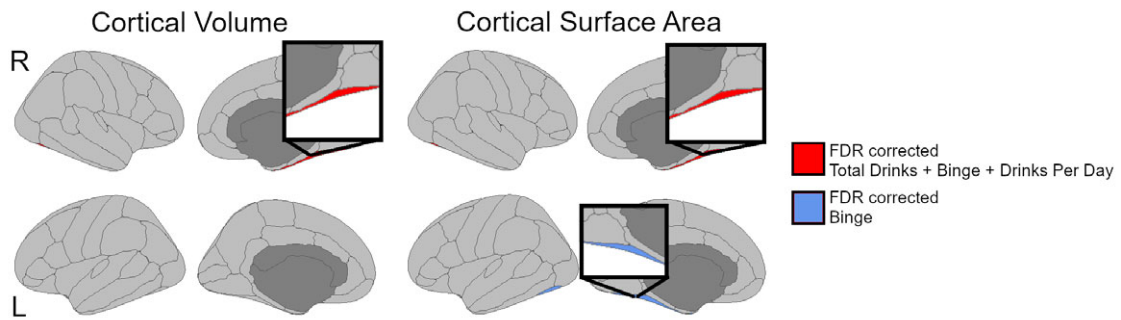 Cortical Volume
Cortical Surface Area
R
L
FDR corrected
Total Drinks + Binge + Drinks Per Day
FDR corrected
Binge